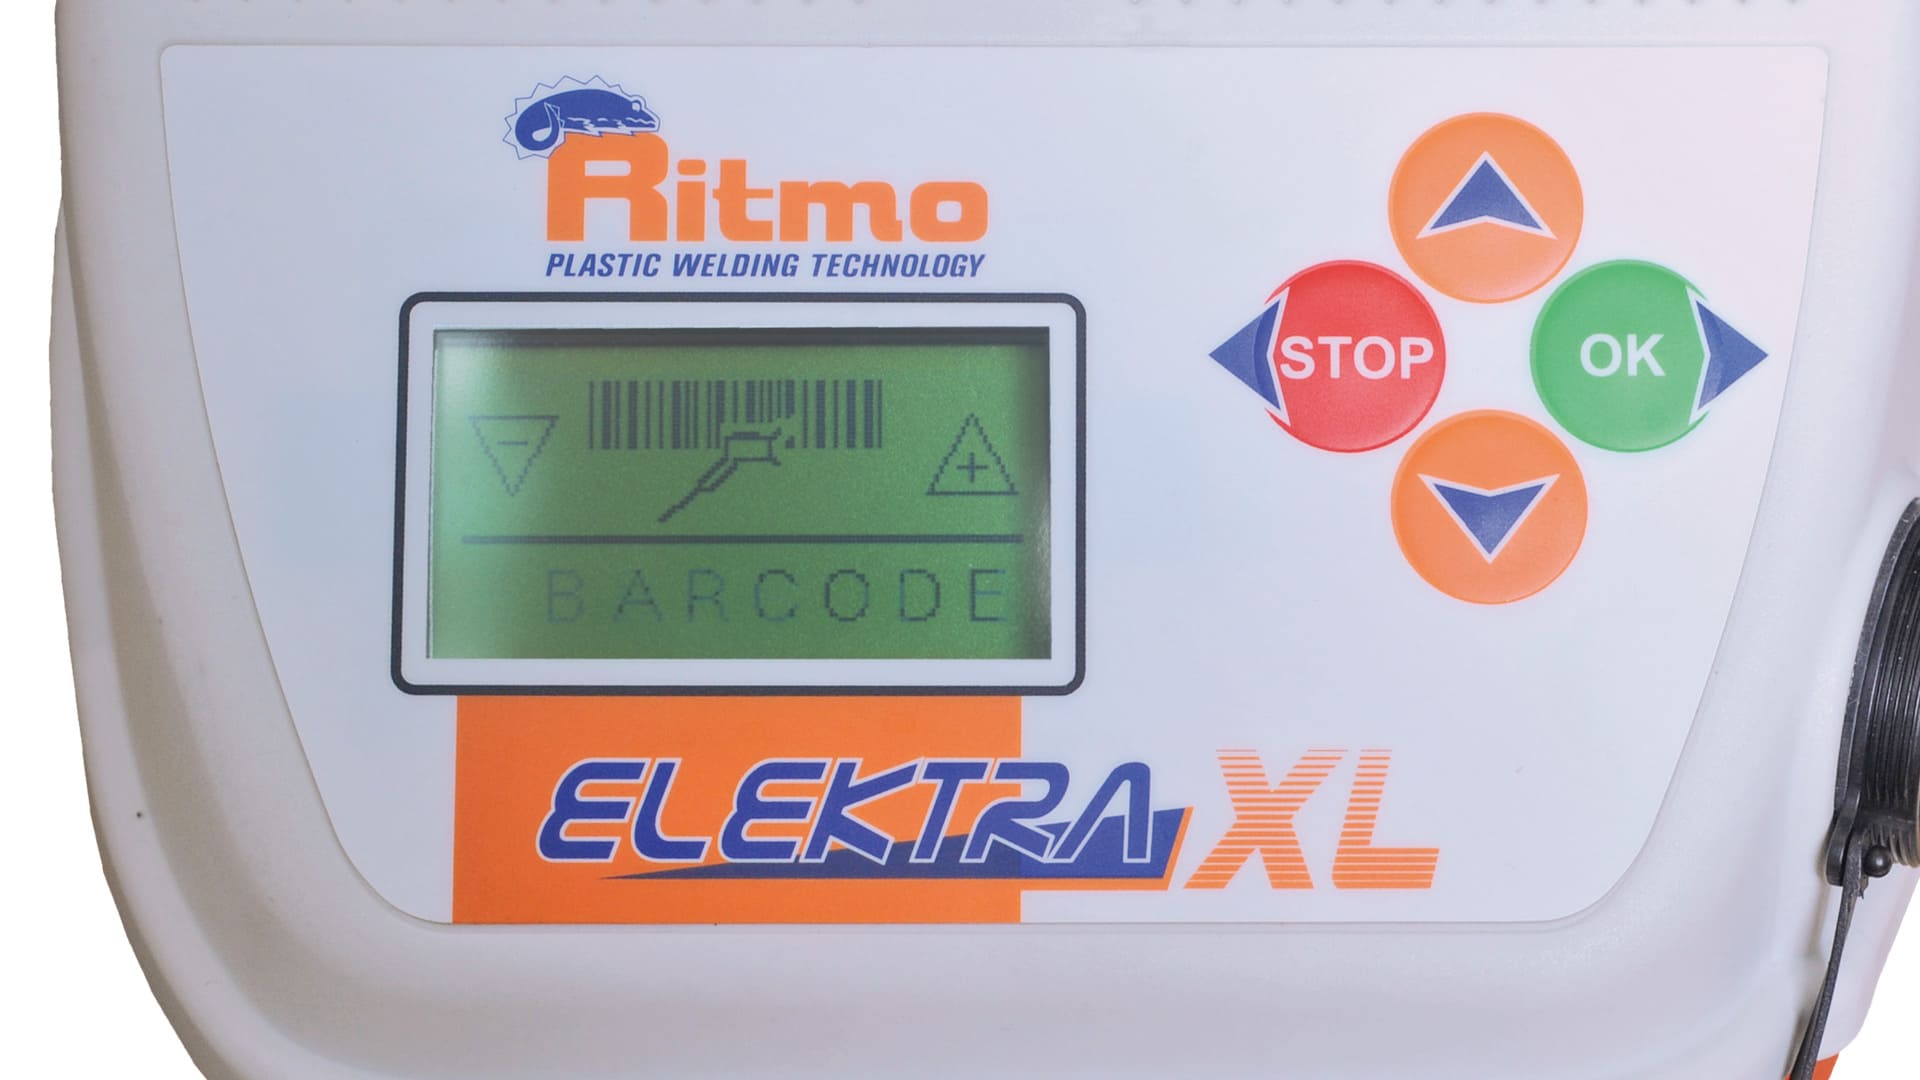 Ritmo
PLASTIC WELDING TECHNOLOGY
STOP
OK
BARCODE
ELEKTRA XL